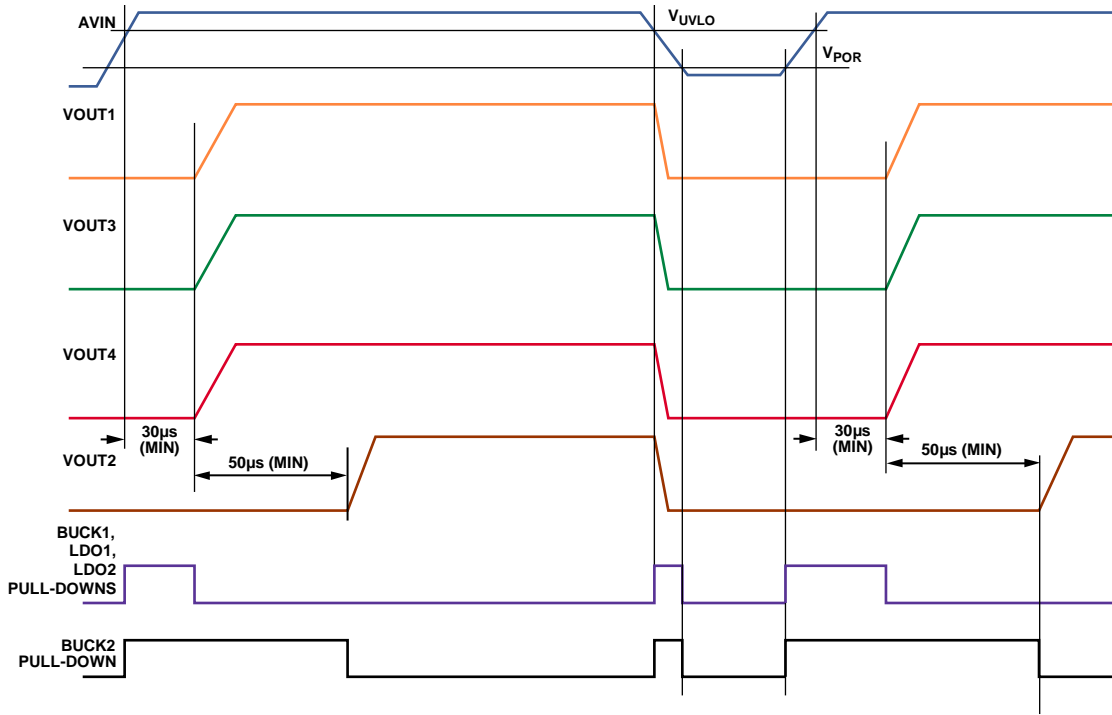 AVIN
VUVLO
VPOR
VOUT1
VOUT3
VOUT4
30µs
(MIN)
30µs
(MIN)
VOUT2
50µs (MIN)
50µs (MIN)
BUCK1,
LDO1,
LDO2
PULL-DOWNS
BUCK2
PULL-DOWN